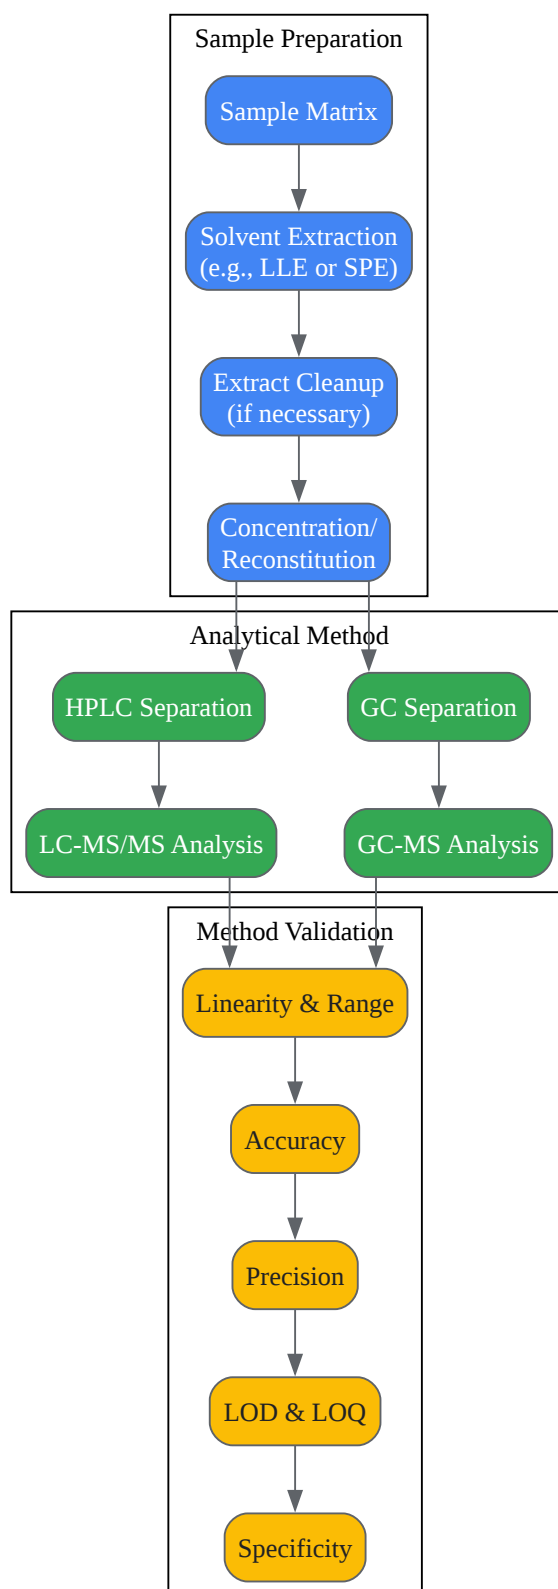 Sample Preparation
Sample Matrix
Solvent Extraction
(e.g., LLE or SPE)
Extract Cleanup
(if necessary)
Concentration/
Reconstitution
Analytical Method
HPLC Separation
GC Separation
LC-MS/MS Analysis
GC-MS Analysis
Method Validation
Linearity & Range
Accuracy
Precision
LOD & LOQ
Specificity